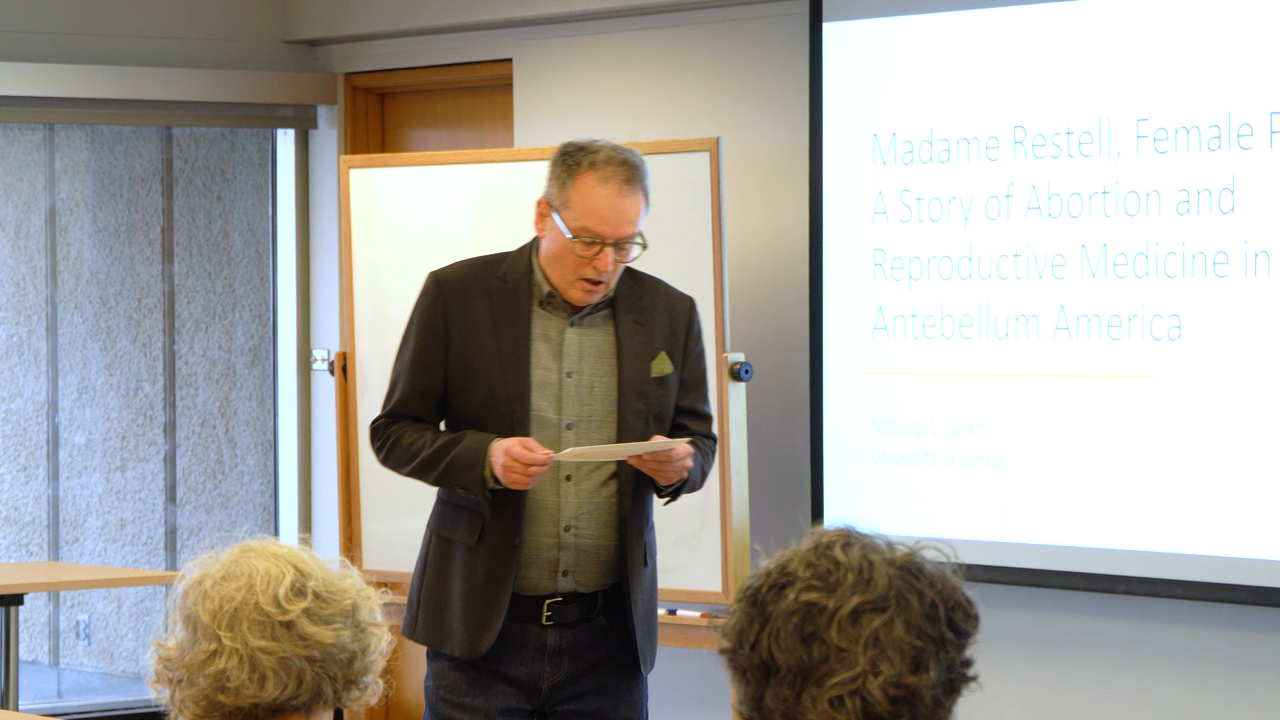 Madame Restell, Female P
A Story of Abortion and
Reproductive Medicine in
Antebellum America
Nicholas L. Syrett
University of Kansas